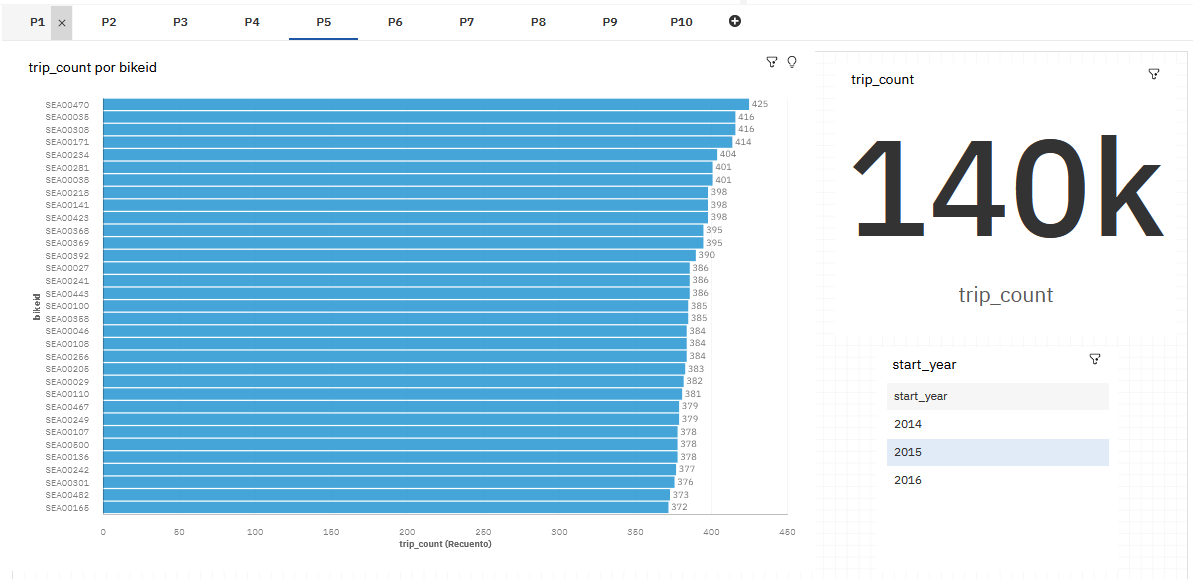 P1 × P2 P3 P4 P5 P6 P7 P8 P9 P10
trip_count por bikeid
SEA00470 425
SEA00035 416
SEA00308 416
SEA00171 414
SEA00234 404
SEA00281 401
SEA00038 401
SEA00218 398
SEA00141 398
SEA00423 398
SEA00368 395
SEA00369 395
SEA00392 390
SEA00027 386
SEA00241 386
SEA00443 386
SEA00100 385
SEA00358 385
SEA00046 384
SEA00108 384
SEA00256 384
SEA00205 383
SEA00029 382
SEA00110 381
SEA00467 379
SEA00249 379
SEA00107 378
SEA00500 378
SEA00136 378
SEA00242 377
SEA00301 376
SEA00482 373
SEA00165 372
bikeid
0 50 100 150 200 250 300 350 400 450
trip_count (Recuento)
trip_count
140k
trip_count
start_year
start_year
2014
2015
2016